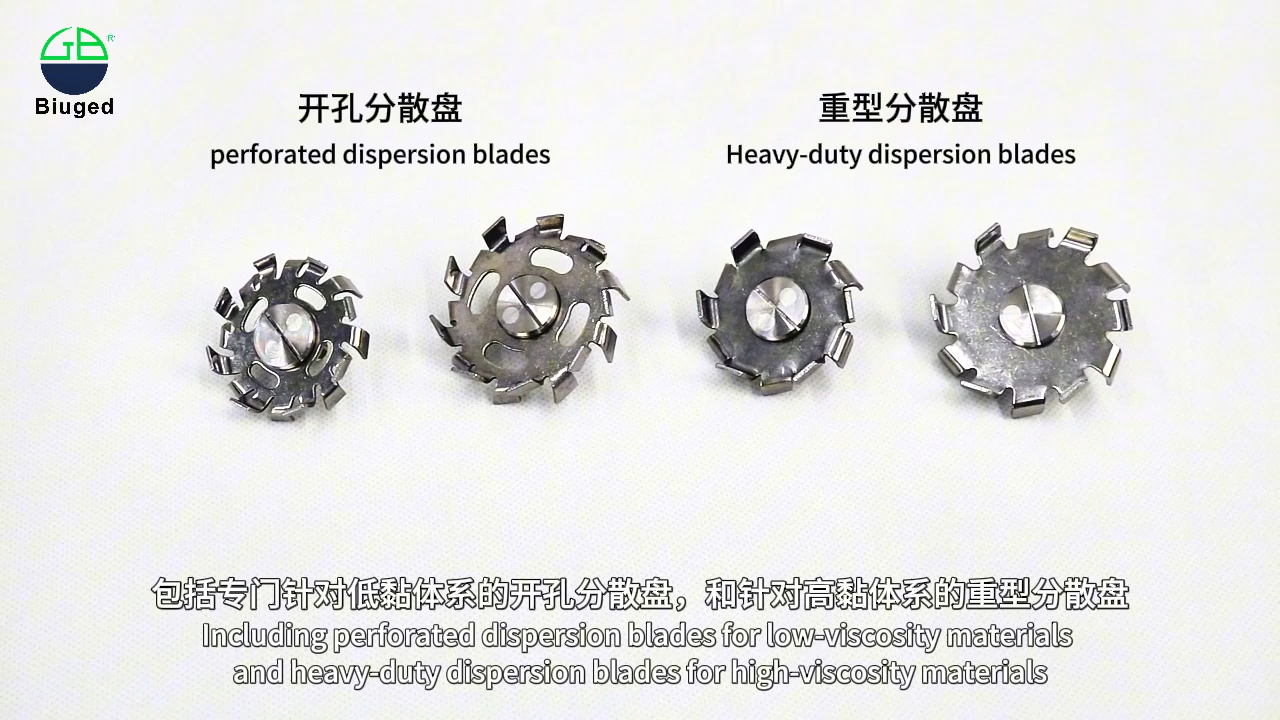 GB
R
Biuged
开孔分散盘
perforated dispersion blades
重型分散盘
Heavy-duty dispersion blades
包括专门针对低黏体系的开孔分散盘，和针对高黏体系的重型分散盘
Including perforated dispersion blades for low-viscosity materials
and heavy-duty dispersion blades for high-viscosity materials